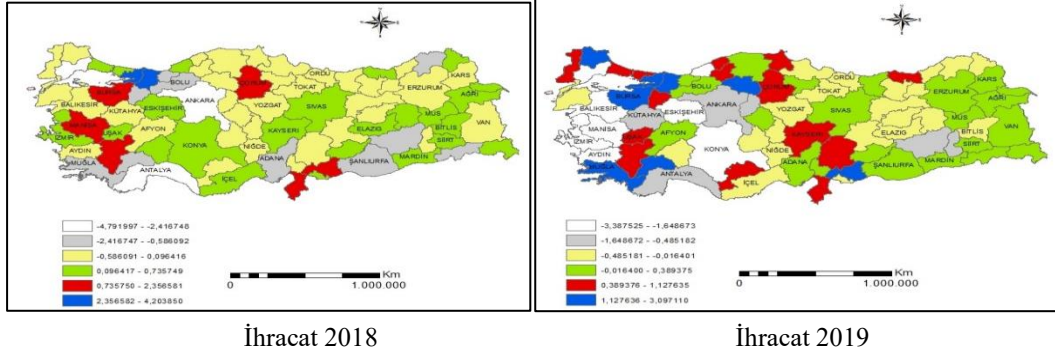 ORDU
KARS
BOLU
ÇORUM
TOKAT
ERZURUM
BURSA
ANKARA
AĞRI
BALIKESİR
KÜTAHYA
ESKİŞEHİR
YOZGAT
SİVAS
MUŞ
MANİSA
UŞAK
AFYON
KAYSERİ
ELAZIG
BİTLİS
VAN
İZMİR
KONYA
NİĞDE
SİİRT
AYDIN
ADANA
ŞANLIURFA
MARDİN
MUĞLA
ANTALYA
İÇEL
-4,791997 - -2,416748
-2,416747 - -0,586092
-0,586091 - 0,096416
0,096417 - 0,735749
0,735750 - 2,356581
2,356582 - 4,203850
Km
0
1.000.000
İhracat 2018
ORDU
KARS
BOLU
ÇORUM
TOKAT
ERZURUM
BURSA
ANKARA
AĞRI
BALIKESİR
KÜTAHYA
ESKİŞEHİR
YOZGAT
SİVAS
MUŞ
MANİSA
UŞAK
AFYON
KAYSERİ
ELAZIG
BİTLİS
VAN
İZMİR
KONYA
NİĞDE
SİİRT
AYDIN
ADANA
ŞANLIURFA
MARDİN
MUĞLA
ANTALYA
İÇEL
-3,387525 - -1,648673
-1,648672 - -0,485182
-0,485181 - -0,016401
-0,016400 - 0,389375
0,389376 - 1,127635
1,127636 - 3,097110
Km
0
1.000.000
İhracat 2019